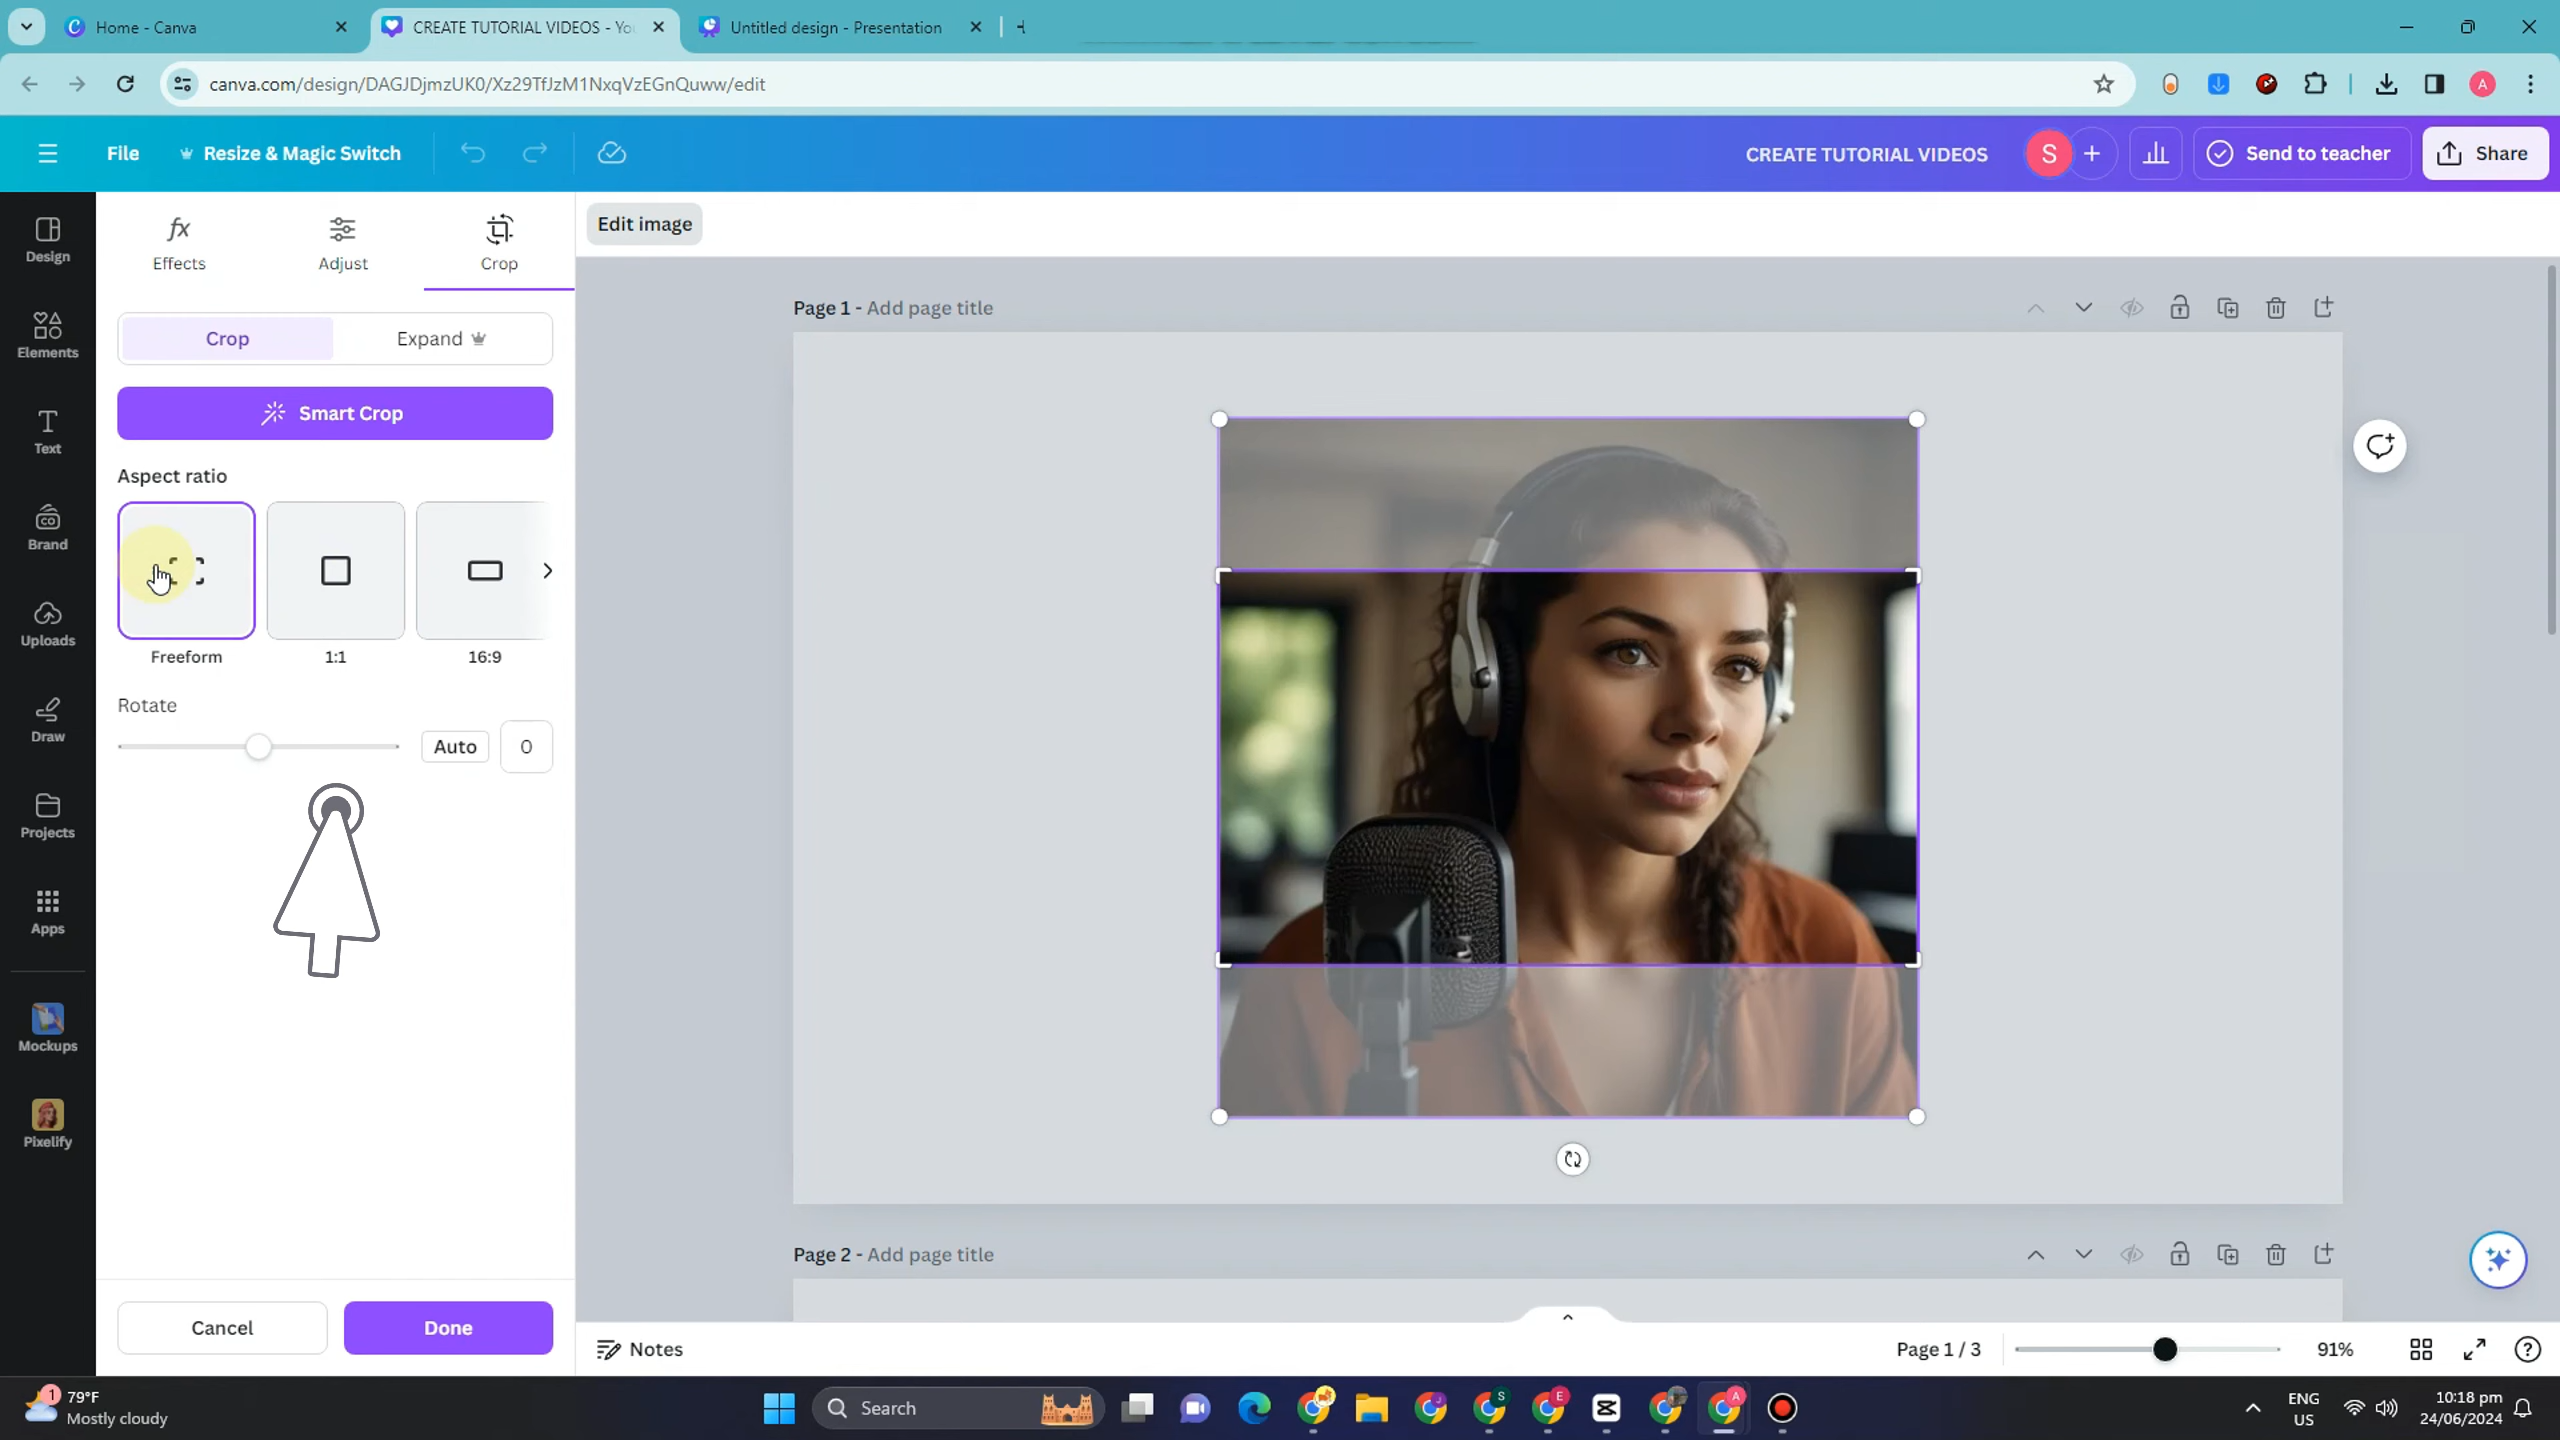 Home - Canva
CREATE TUTORIAL VIDEOS - Yo
Untitled design - Presentation
canva.com/design/DAGJDjmzUK0/Xz29TfJzM1NxqVzEGnQuww/edit
File
Resize & Magic Switch
CREATE TUTORIAL VIDEOS
S
Send to teacher
Share
A
Design
Elements
Text
Brand
Uploads
Draw
Projects
Apps
Mockups
Pixelify
Effects
Adjust
Crop
Crop
Expand
Smart Crop
Aspect ratio
Freeform
1:1
16:9
Rotate
Auto
0
Cancel
Done
Edit image
Page 1 - Add page title
Page 2 - Add page title
Notes
Page 1 / 3
91%
1
79°F
Mostly cloudy
Search
J
S
E
A
ENG
US
10:18 pm
24/06/2024